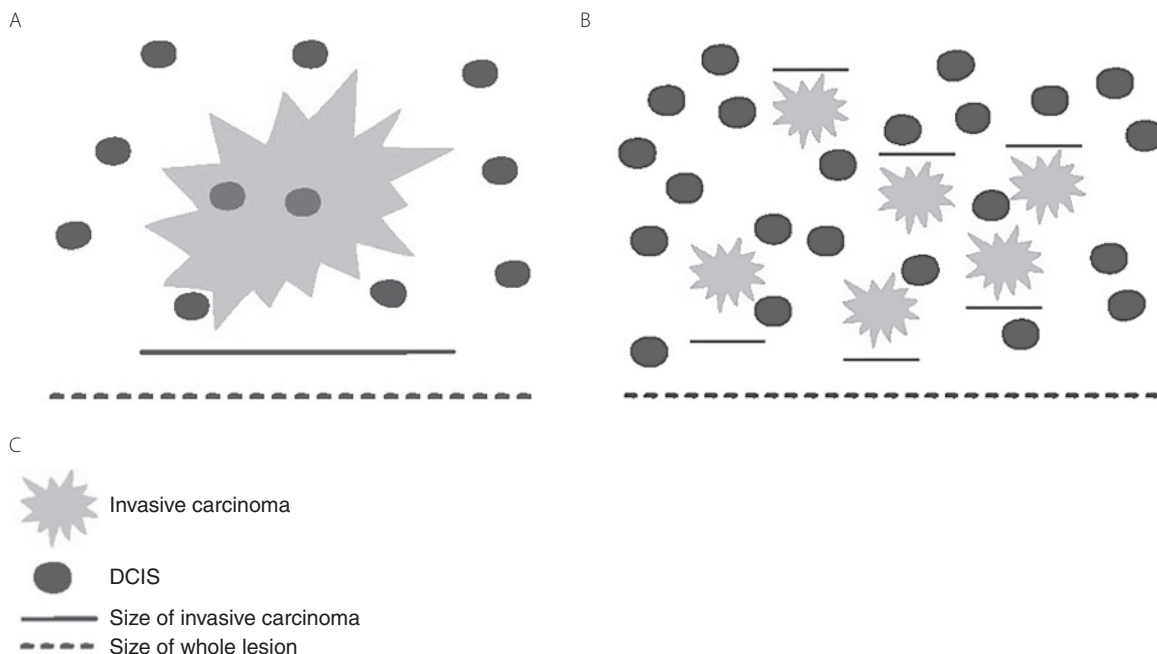 A
B
C
Invasive carcinoma
DCIS
Size of invasive carcinoma
Size of whole lesion